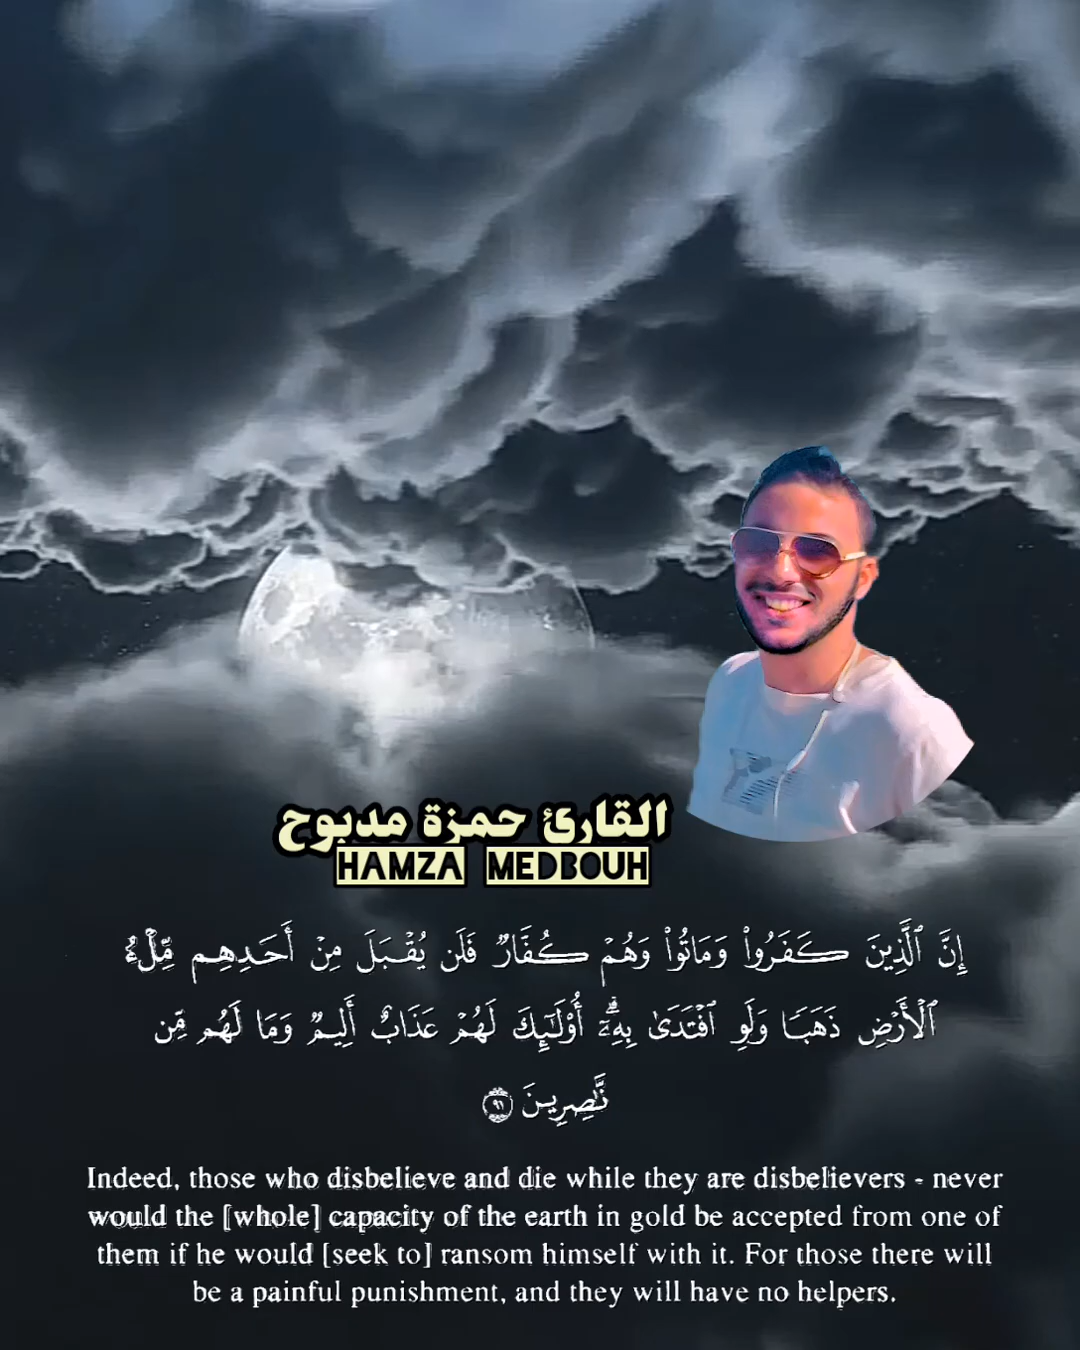 القارئ حمزة مدبوح
HAMZA MEDBOUH
إِنَّ ٱلَّذِينَ كَفَرُوا۟ وَمَاتُوا۟ وَهُمْ كُفَّارٌ فَلَن يُقْبَلَ مِنْ أَحَدِهِم مِّلْءُ
ٱلْأَرْضِ ذَهَبًا وَلَوِ ٱفْتَدَىٰ بِهِۦٓ ۗ أُو۟لَـٰٓئِكَ لَهُمْ عَذَابٌ أَلِيمٌ وَمَا لَهُم مِّن
نَّـٰصِرِينَ ٩١
Indeed, those who disbelieve and die while they are disbelievers - never
would the [whole] capacity of the earth in gold be accepted from one of
them if he would [seek to] ransom himself with it. For those there will
be a painful punishment, and they will have no helpers.